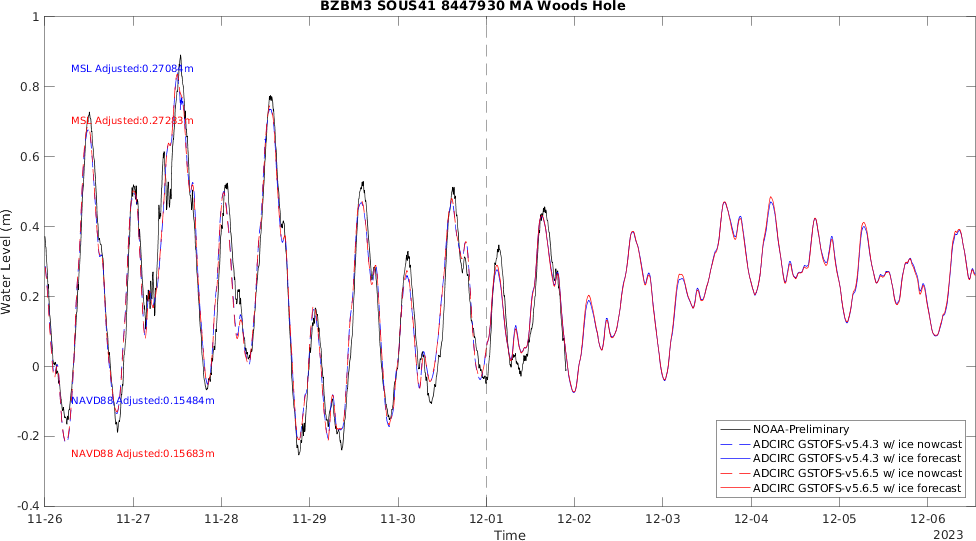 BZBM3 SOUS41 8447930 MA Woods Hole
Water Level (m)
1
0.8
0.6
0.4
0.2
0
-0.2
-0.4
MSL Adjusted:0.27084m
MSL Adjusted:0.27283m
NAVD88 Adjusted:0.15484m
NAVD88 Adjusted:0.15683m
NOAA-Preliminary
ADCIRC GSTOFS-v5.4.3 w/ ice nowcast
ADCIRC GSTOFS-v5.4.3 w/ ice forecast
ADCIRC GSTOFS-v5.6.5 w/ ice nowcast
ADCIRC GSTOFS-v5.6.5 w/ ice forecast
11-26 11-27 11-28 11-29 11-30 12-01 12-02 12-03 12-04 12-05 12-06
Time
2023